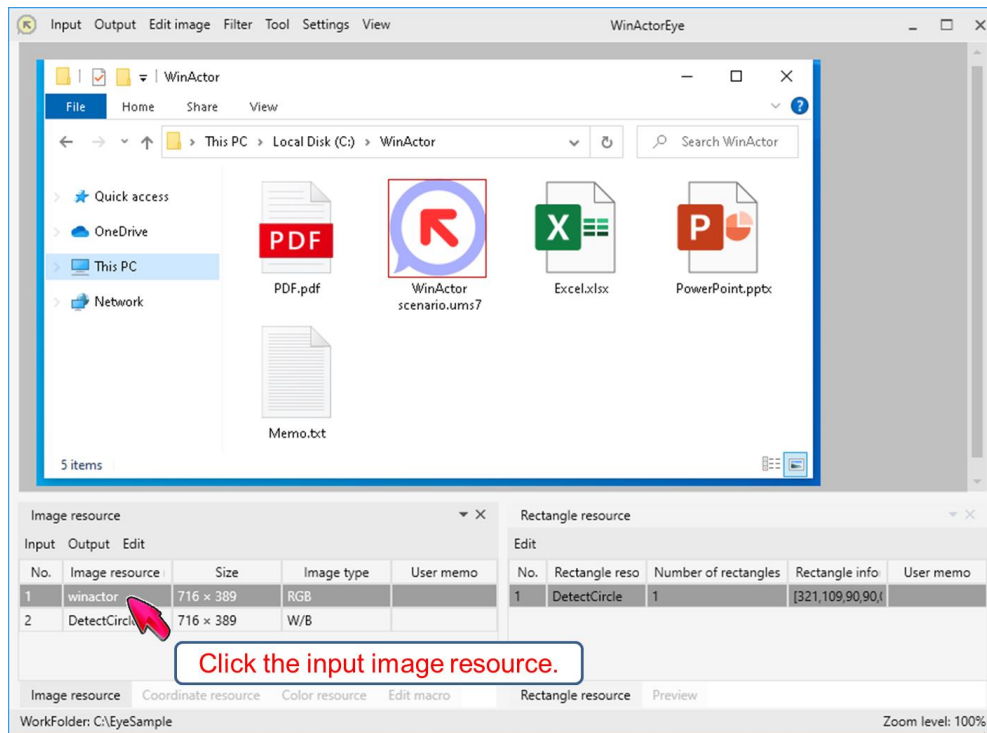 Input Output Edit image Filter Tool Settings View WinActorEye
WinActor
File Home Share View
This PC > Local Disk (C:) > WinActor Search WinActor
Quick access
OneDrive
This PC
Network
PDF
PDF.pdf
WinActor
scenario.ums7
X
Excel.xlsx
P
PowerPoint.pptx
Memo.txt
5 items
Image resource
Input Output Edit
No. Image resource Size Image type User memo
1 winactor 716 × 389 RGB
2 DetectCircle 716 × 389 W/B
Rectangle resource
Edit
No. Rectangle reso Number of rectangles Rectangle info User memo
1 DetectCircle 1 [321,109,90,90,(
Click the input image resource.
Image resource Coordinate resource Color resource Edit macro
Rectangle resource Preview
WorkFolder: C:\EyeSample Zoom level: 100%